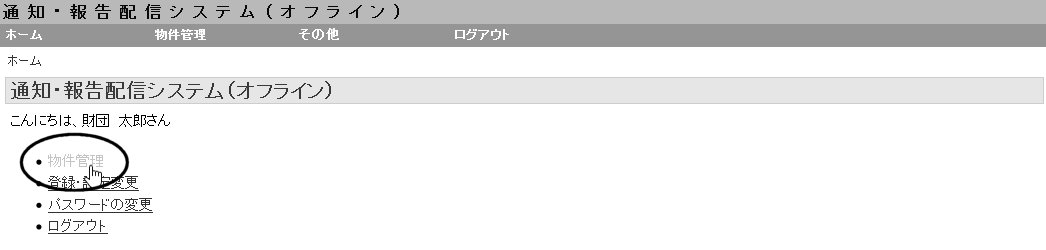 通知・報告配信システム(オフライン)
ホーム 物件管理 その他 ログアウト
ホーム
通知・報告配信システム(オフライン)
こんにちは、財団 太郎さん
物件管理
登録・設定変更
パスワードの変更
ログアウト